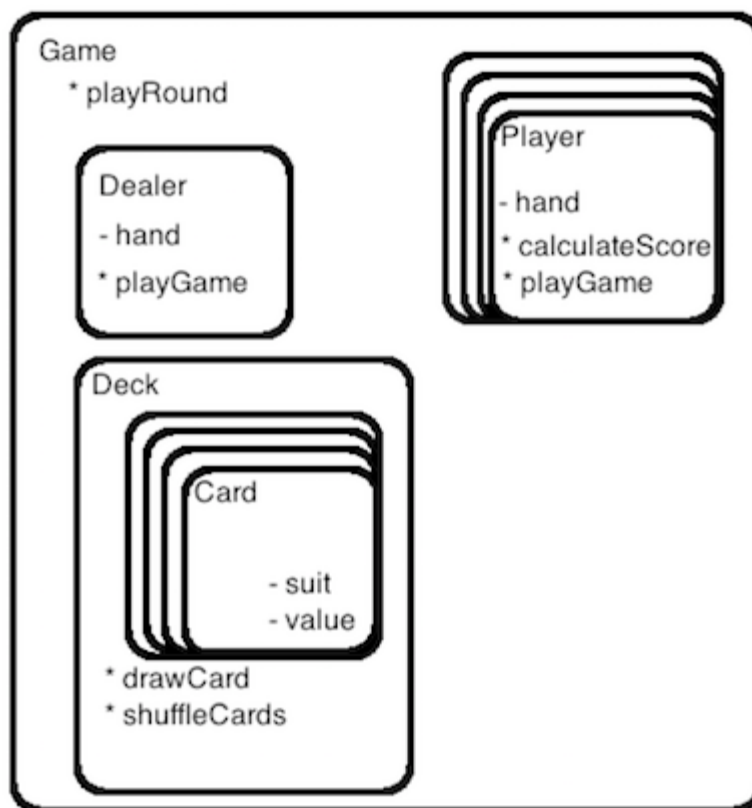 Game
* playRound
Dealer
- hand
* playGame
Player
- hand
* calculateScore
* playGame
Deck
Card
- suit
- value
* drawCard
* shuffleCards